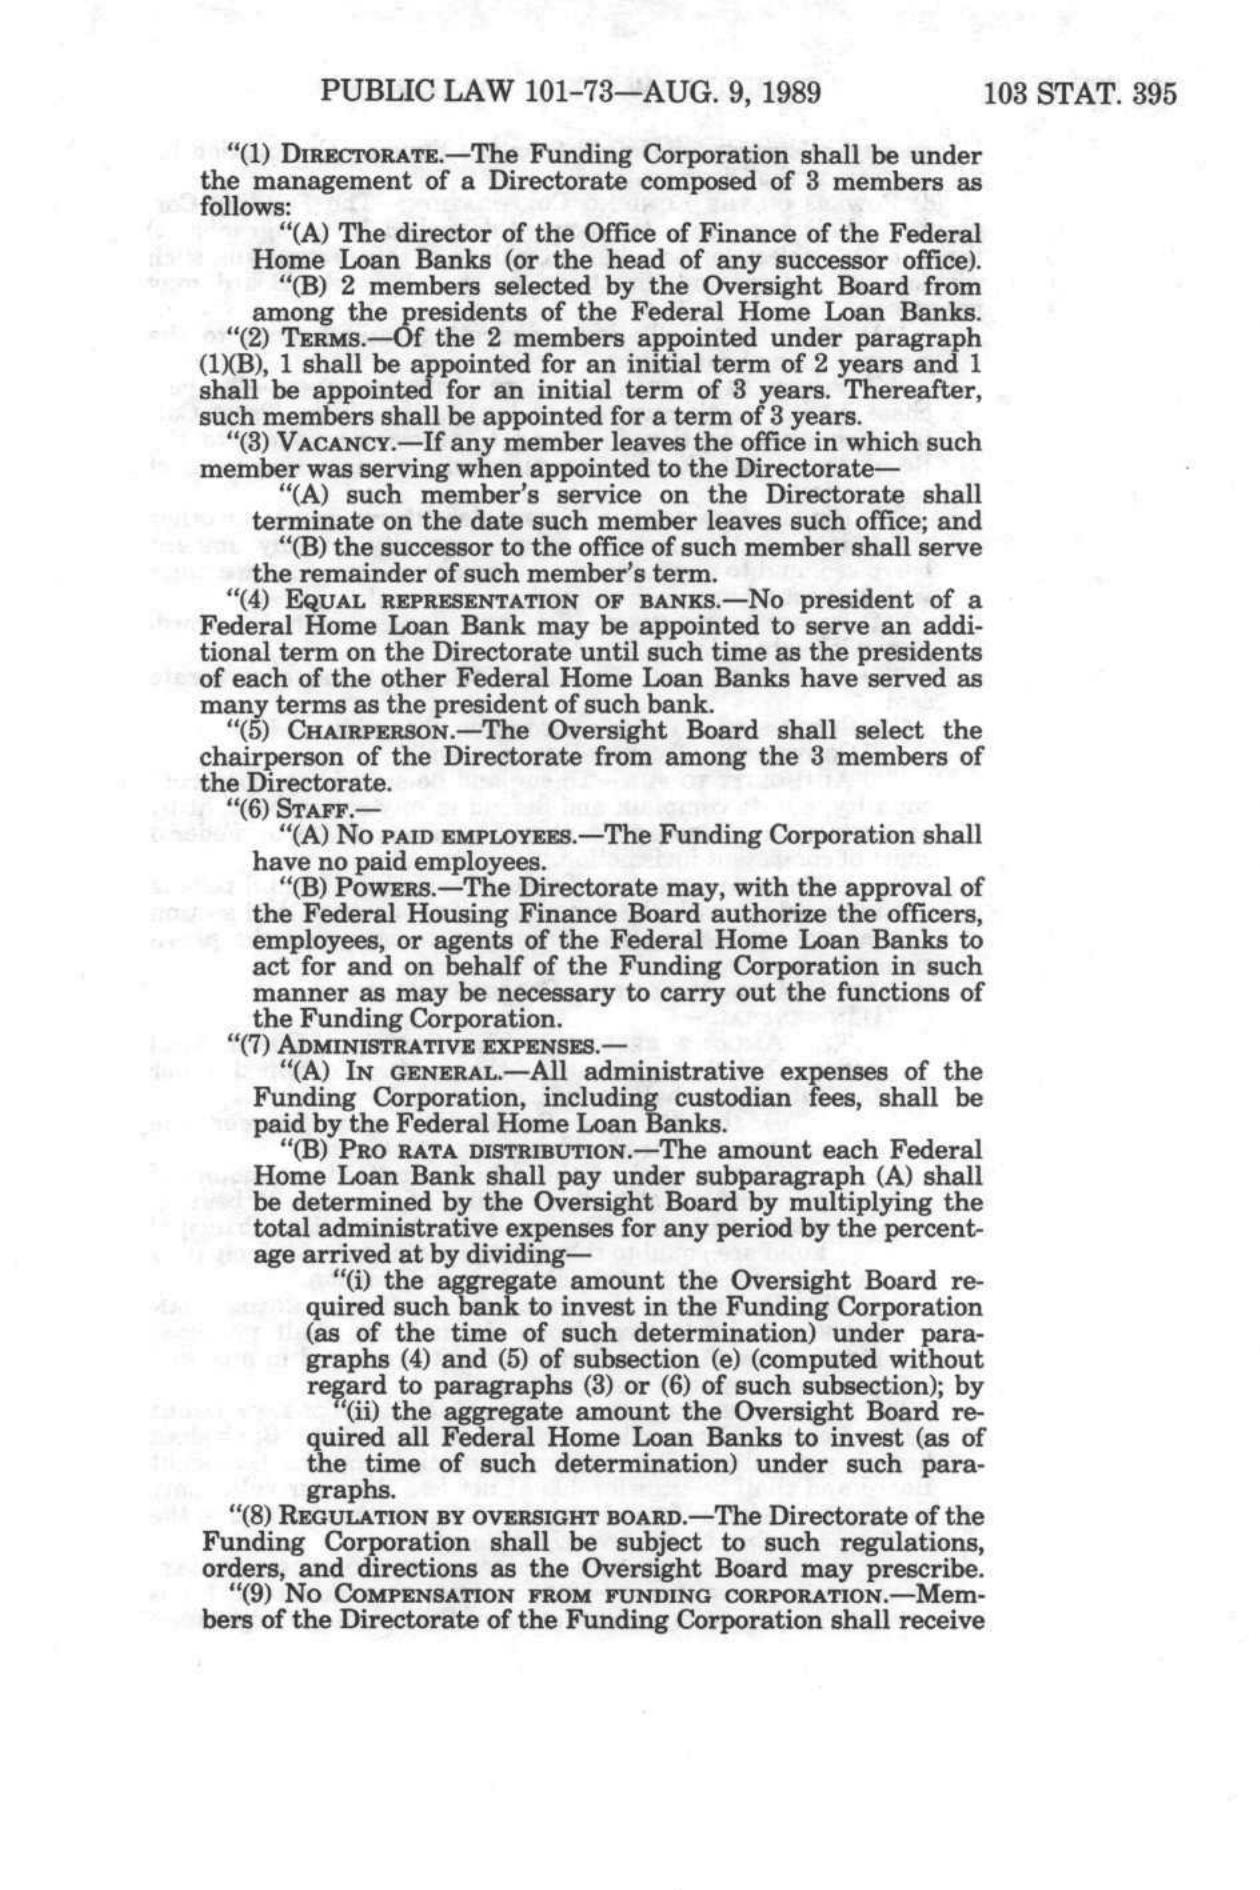 PUBLIC LAW 101-73—AUG. 9, 1989 103 STAT. 395
“(1) DIRECTORATE.—The Funding Corporation shall be under
the management of a Directorate composed of 3 members as
follows:
“(A) The director of the Office of Finance of the Federal
Home Loan Banks (or the head of any successor office).
“(B) 2 members selected by the Oversight Board from
among the presidents of the Federal Home Loan Banks.
“(2) TERMS.—Of the 2 members appointed under paragraph
(1)(B), 1 shall be appointed for an initial term of 2 years and 1
shall be appointed for an initial term of 3 years. Thereafter,
such members shall be appointed for a term of 3 years.
“(3) VACANCY.—If any member leaves the office in which such
member was serving when appointed to the Directorate—
“(A) such member's service on the Directorate shall
terminate on the date such member leaves such office; and
“(B) the successor to the office of such member shall serve
the remainder of such member's term.
“(4) EQUAL REPRESENTATION OF BANKS.—No president of a
Federal Home Loan Bank may be appointed to serve an addi-
tional term on the Directorate until such time as the presidents
of each of the other Federal Home Loan Banks have served as
many terms as the president of such bank.
“(5) CHAIRPERSON.—The Oversight Board shall select the
chairperson of the Directorate from among the 3 members of
the Directorate.
“(6) STAFF.—
“(A) NO PAID EMPLOYEES.—The Funding Corporation shall
have no paid employees.
“(B) POWERS.—The Directorate may, with the approval of
the Federal Housing Finance Board authorize the officers,
employees, or agents of the Federal Home Loan Banks to
act for and on behalf of the Funding Corporation in such
manner as may be necessary to carry out the functions of
the Funding Corporation.
“(7) ADMINISTRATIVE EXPENSES.—
“(A) IN GENERAL.—All administrative expenses of the
Funding Corporation, including custodian fees, shall be
paid by the Federal Home Loan Banks.
“(B) PRO RATA DISTRIBUTION.—The amount each Federal
Home Loan Bank shall pay under subparagraph (A) shall
be determined by the Oversight Board by multiplying the
total administrative expenses for any period by the percent-
age arrived at by dividing—
“(i) the aggregate amount the Oversight Board re-
quired such bank to invest in the Funding Corporation
(as of the time of such determination) under para-
graphs (4) and (5) of subsection (e) (computed without
regard to paragraphs (3) or (6) of such subsection); by
“(ii) the aggregate amount the Oversight Board re-
quired all Federal Home Loan Banks to invest (as of
the time of such determination) under such para-
graphs.
“(8) REGULATION BY OVERSIGHT BOARD.—The Directorate of the
Funding Corporation shall be subject to such regulations,
orders, and directions as the Oversight Board may prescribe.
“(9) NO COMPENSATION FROM FUNDING CORPORATION.—Mem-
bers of the Directorate of the Funding Corporation shall receive